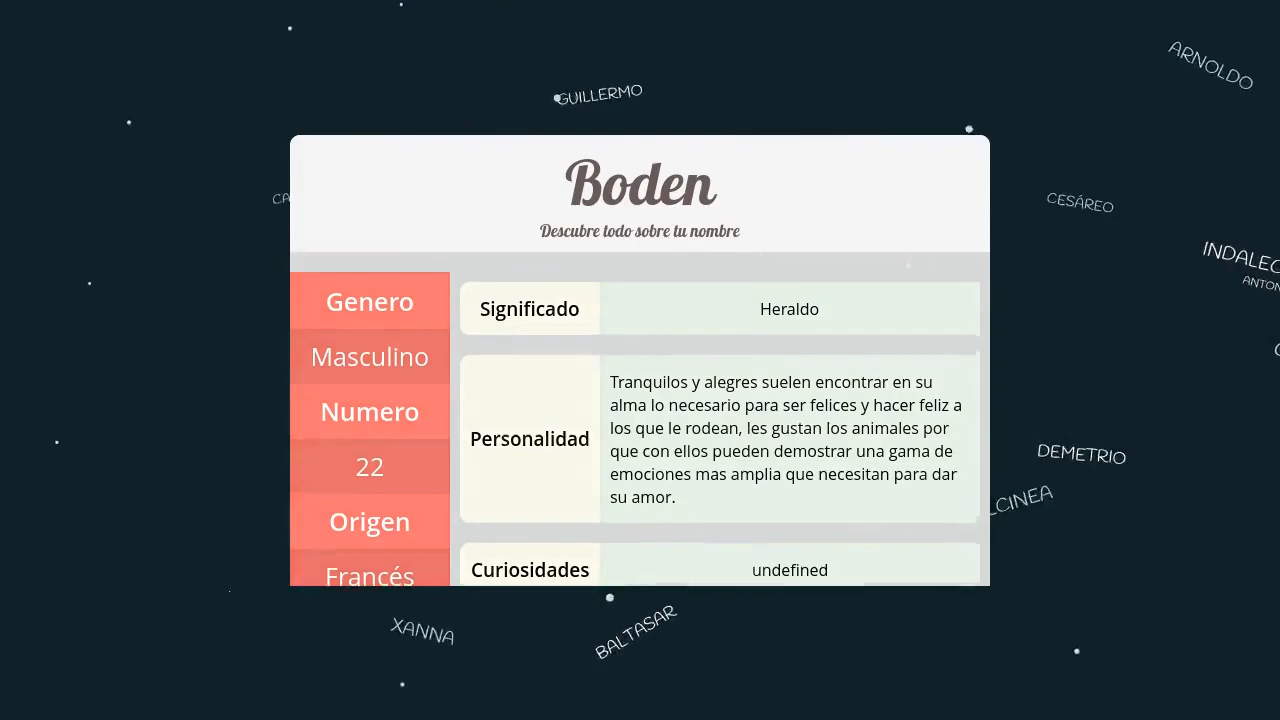 ARNOLDO
GUILLERMO
Boden
CESÁREO
Descubre todo sobre tu nombre
Genero
Significado
Heraldo
Masculino
Numero
22
Origen
Francés
Personalidad
Tranquilos y alegres suelen encontrar en su
alma lo necesario para ser felices y hacer feliz a
los que le rodean, les gustan los animales por
que con ellos pueden demostrar una gama de
emociones mas amplia que necesitan para dar
su amor.
Curiosidades
undefined
DEMETRIO
XANNA
BALTASAR